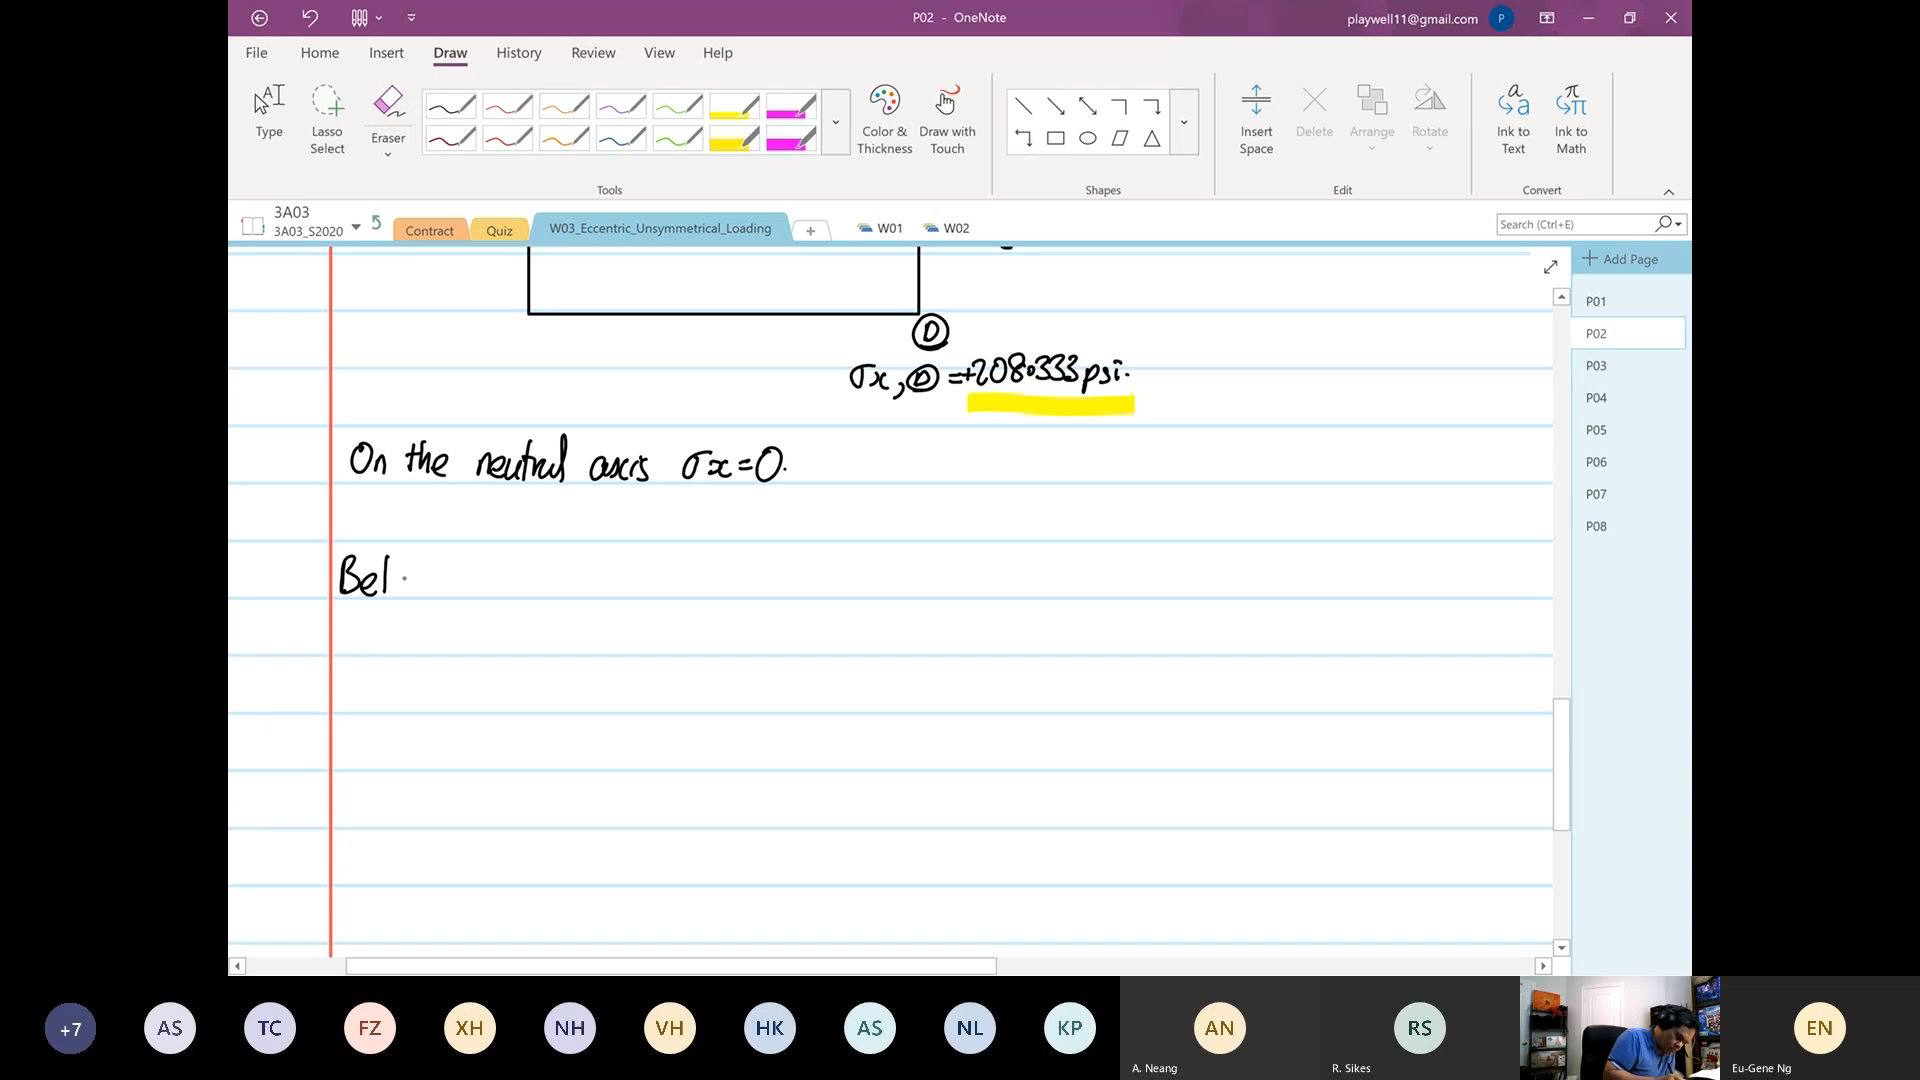 P02 - OneNote
playwell11@gmail.com
P
File Home Insert Draw History Review View Help
Type
Lasso Select
Eraser
Color & Thickness
Draw with Touch
Insert Space
Delete
Arrange
Rotate
Ink to Text
Ink to Math
Tools
Shapes
Edit
Convert
3A03
3A03_S2020
Contract
Quiz
W03_Eccentric_Unsymmetrical_Loading
W01
W02
Search (Ctrl+E)
Add Page
P01
P02
P03
P04
P05
P06
P07
P08
D
σx, D = +208.333 psi.
On the neutral axis σx = 0.
Bel
+7 AS TC FZ XH NH VH HK AS NL KP AN RS EN
A. Neang
R. Sikes
Eu-Gene Ng